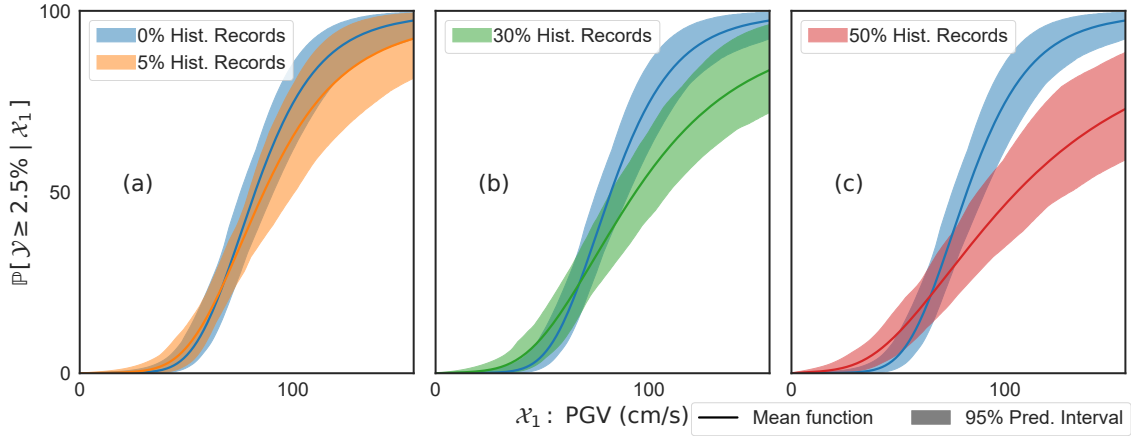 100
50
0
ℙ[𝒴 ≥ 2.5% | 𝒳₁]
0% Hist. Records
5% Hist. Records
(a)
0
100
30% Hist. Records
(b)
0
100
50% Hist. Records
(c)
0
100
𝒳₁ : PGV (cm/s)
Mean function
95% Pred. Interval